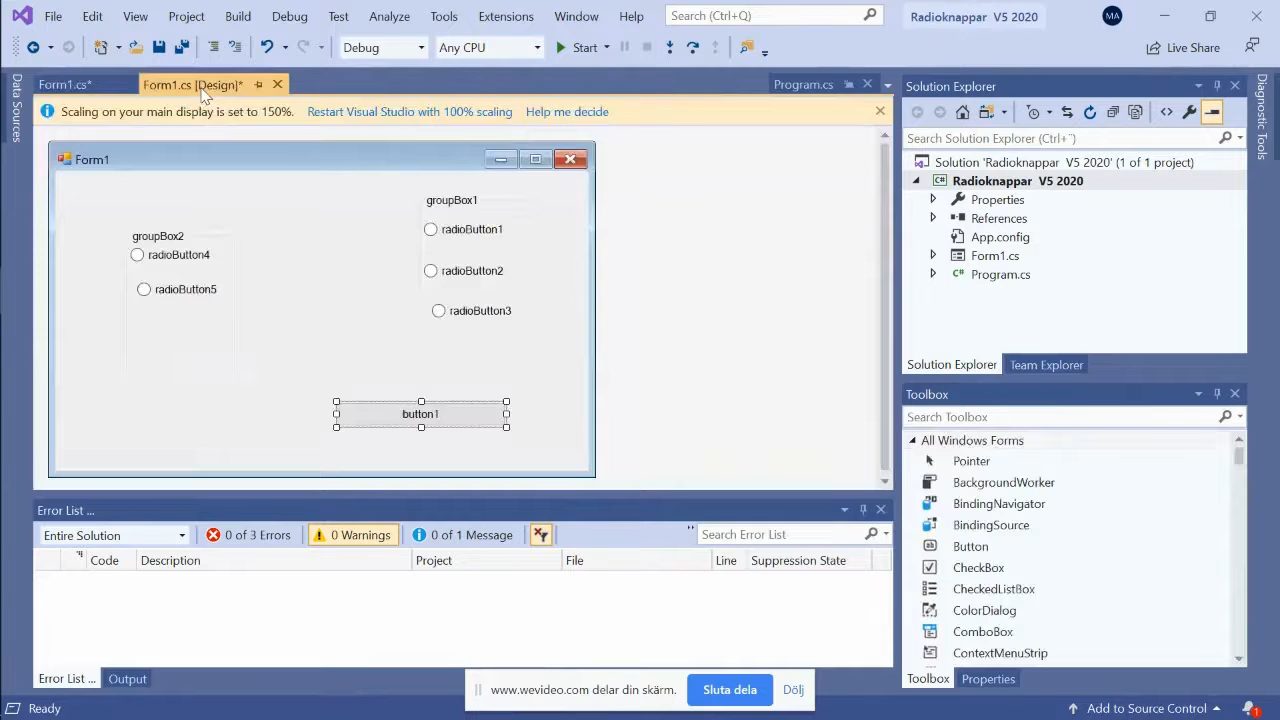 File Edit View Project Build Debug Test Analyze Tools Extensions Window Help Search (Ctrl+Q) Radioknappar V5 2020 MA
Debug Any CPU Start Live Share
Data Sources
Form1.cs* Form1.cs [Design]* Program.cs
Scaling on your main display is set to 150%. Restart Visual Studio with 100% scaling Help me decide
Form1
groupBox1
radioButton1
groupBox2
radioButton4
radioButton2
radioButton5
radioButton3
button1
Solution Explorer
Search Solution Explorer (Ctrl+¨)
Solution 'Radioknappar V5 2020' (1 of 1 project)
C# Radioknappar V5 2020
Properties
References
App.config
Form1.cs
C# Program.cs
Solution Explorer Team Explorer
Diagnostic Tools
Toolbox
Search Toolbox
All Windows Forms
Pointer
BackgroundWorker
BindingNavigator
BindingSource
Button
CheckBox
CheckedListBox
ColorDialog
ComboBox
ContextMenuStrip
Toolbox Properties
Error List ...
Entire Solution 0 of 3 Errors 0 Warnings 0 of 1 Message Search Error List
Code Description Project File Line Suppression State
Error List ... Output
www.wevideo.com delar din skärm. Sluta dela Dölj
Ready Add to Source Control 1